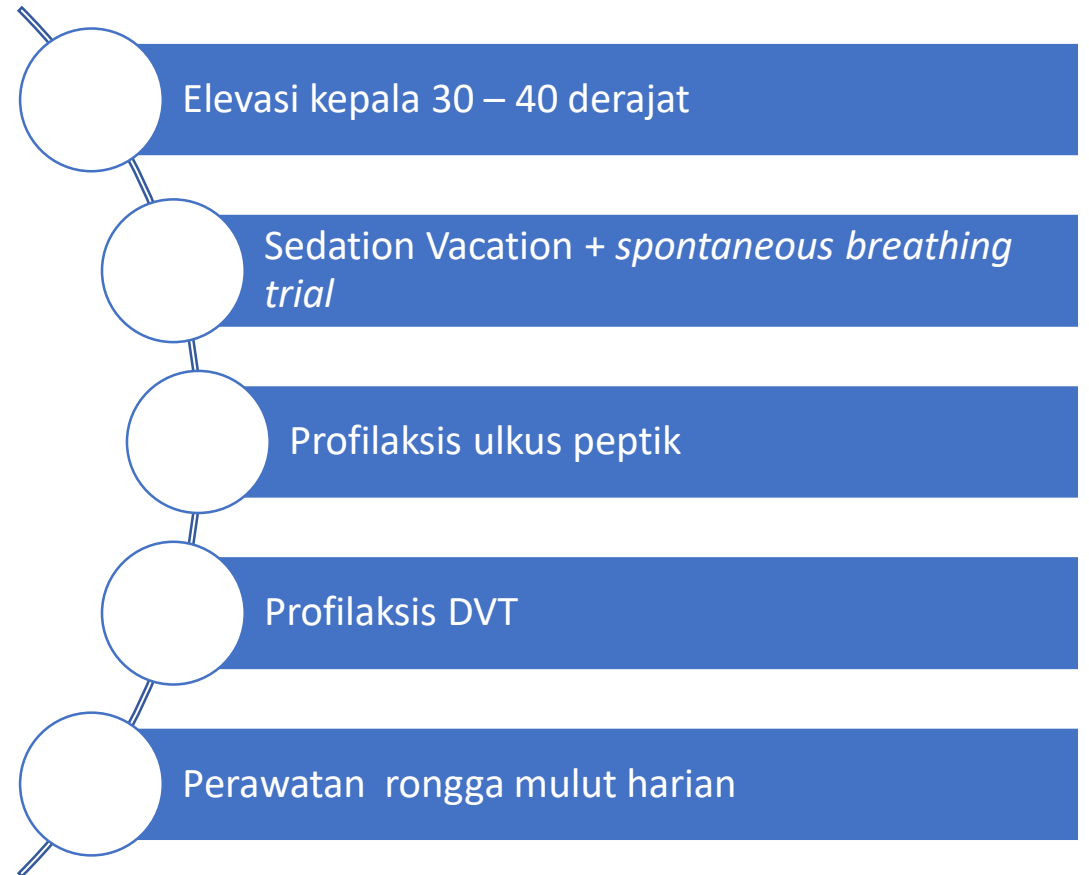 Elevasi kepala 30 – 40 derajat
Sedation Vacation + spontaneous breathing
trial
Profilaksis ulkus peptik
Profilaksis DVT
Perawatan  rongga mulut harian